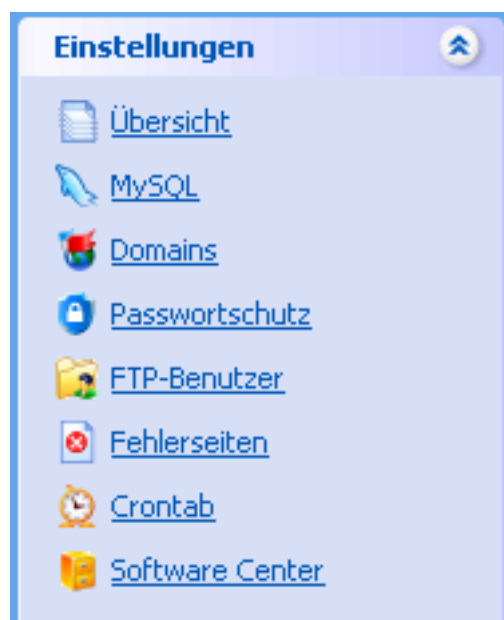 Einstellungen
Übersicht
MySQL
Domains
Passwortschutz
FTP-Benutzer
Fehlerseiten
Crontab
Software Center